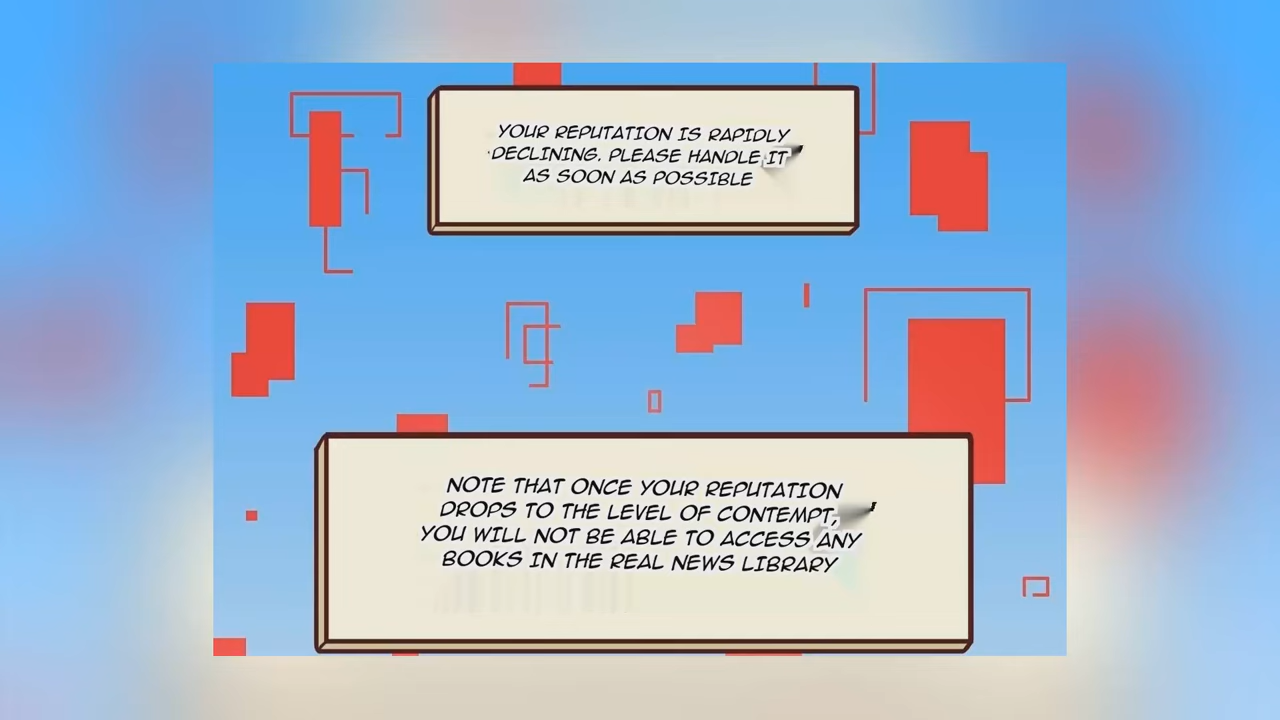 YOUR REPUTATION IS RAPIDLY
DECLINING. PLEASE HANDLE IT
AS SOON AS POSSIBLE
NOTE THAT ONCE YOUR REPUTATION
DROPS TO THE LEVEL OF CONTEMPT,
YOU WILL NOT BE ABLE TO ACCESS ANY
BOOKS IN THE REAL NEWS LIBRARY